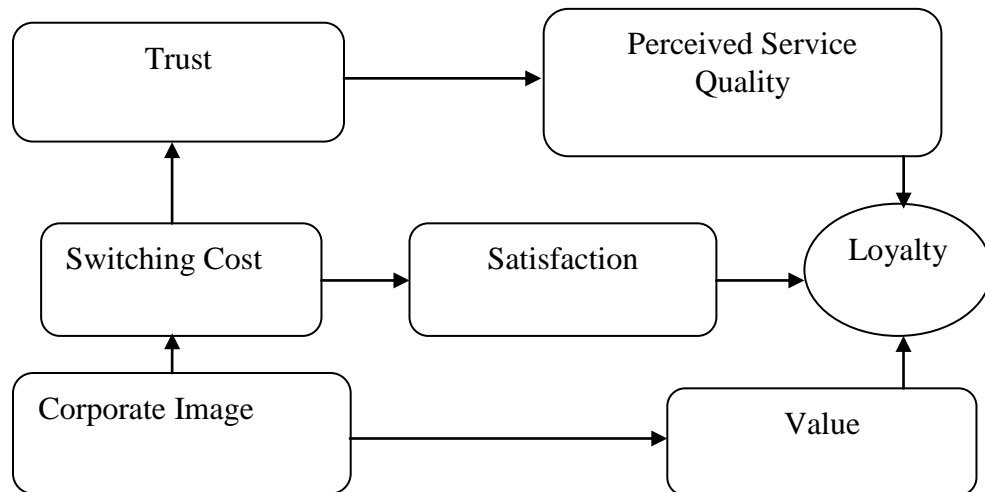 Trust
Perceived Service
Quality
Switching Cost
Satisfaction
Loyalty
Corporate Image
Value